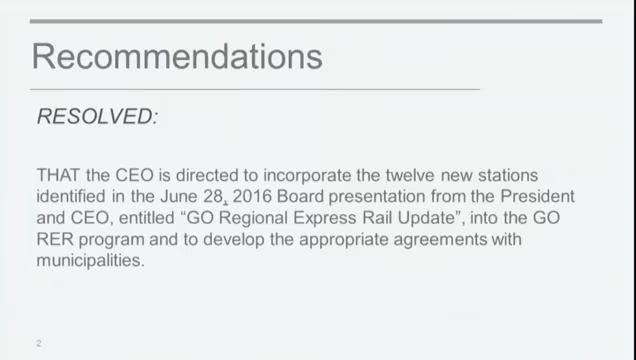 Recommendations
RESOLVED:
THAT the CEO is directed to incorporate the twelve new stations
identified in the June 28, 2016 Board presentation from the President
and CEO, entitled “GO Regional Express Rail Update”, into the GO
RER program and to develop the appropriate agreements with
municipalities.
2